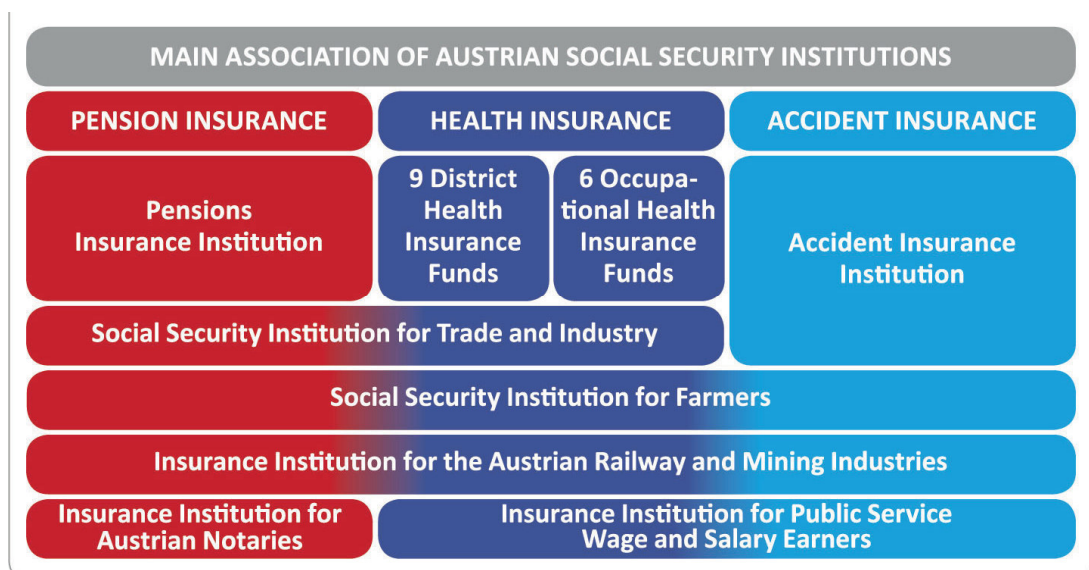 MAIN ASSOCIATION OF AUSTRIAN SOCIAL SECURITY INSTITUTIONS
PENSION INSURANCE
HEALTH INSURANCE
ACCIDENT INSURANCE
Pensions
Insurance Institution
9 District
Health
Insurance
Funds
6 Occupa-
tional Health
Insurance
Funds
Accident Insurance
Institution
Social Security Institution for Trade and Industry
Social Security Institution for Farmers
Insurance Institution for the Austrian Railway and Mining Industries
Insurance Institution for
Austrian Notaries
Insurance Institution for Public Service
Wage and Salary Earners